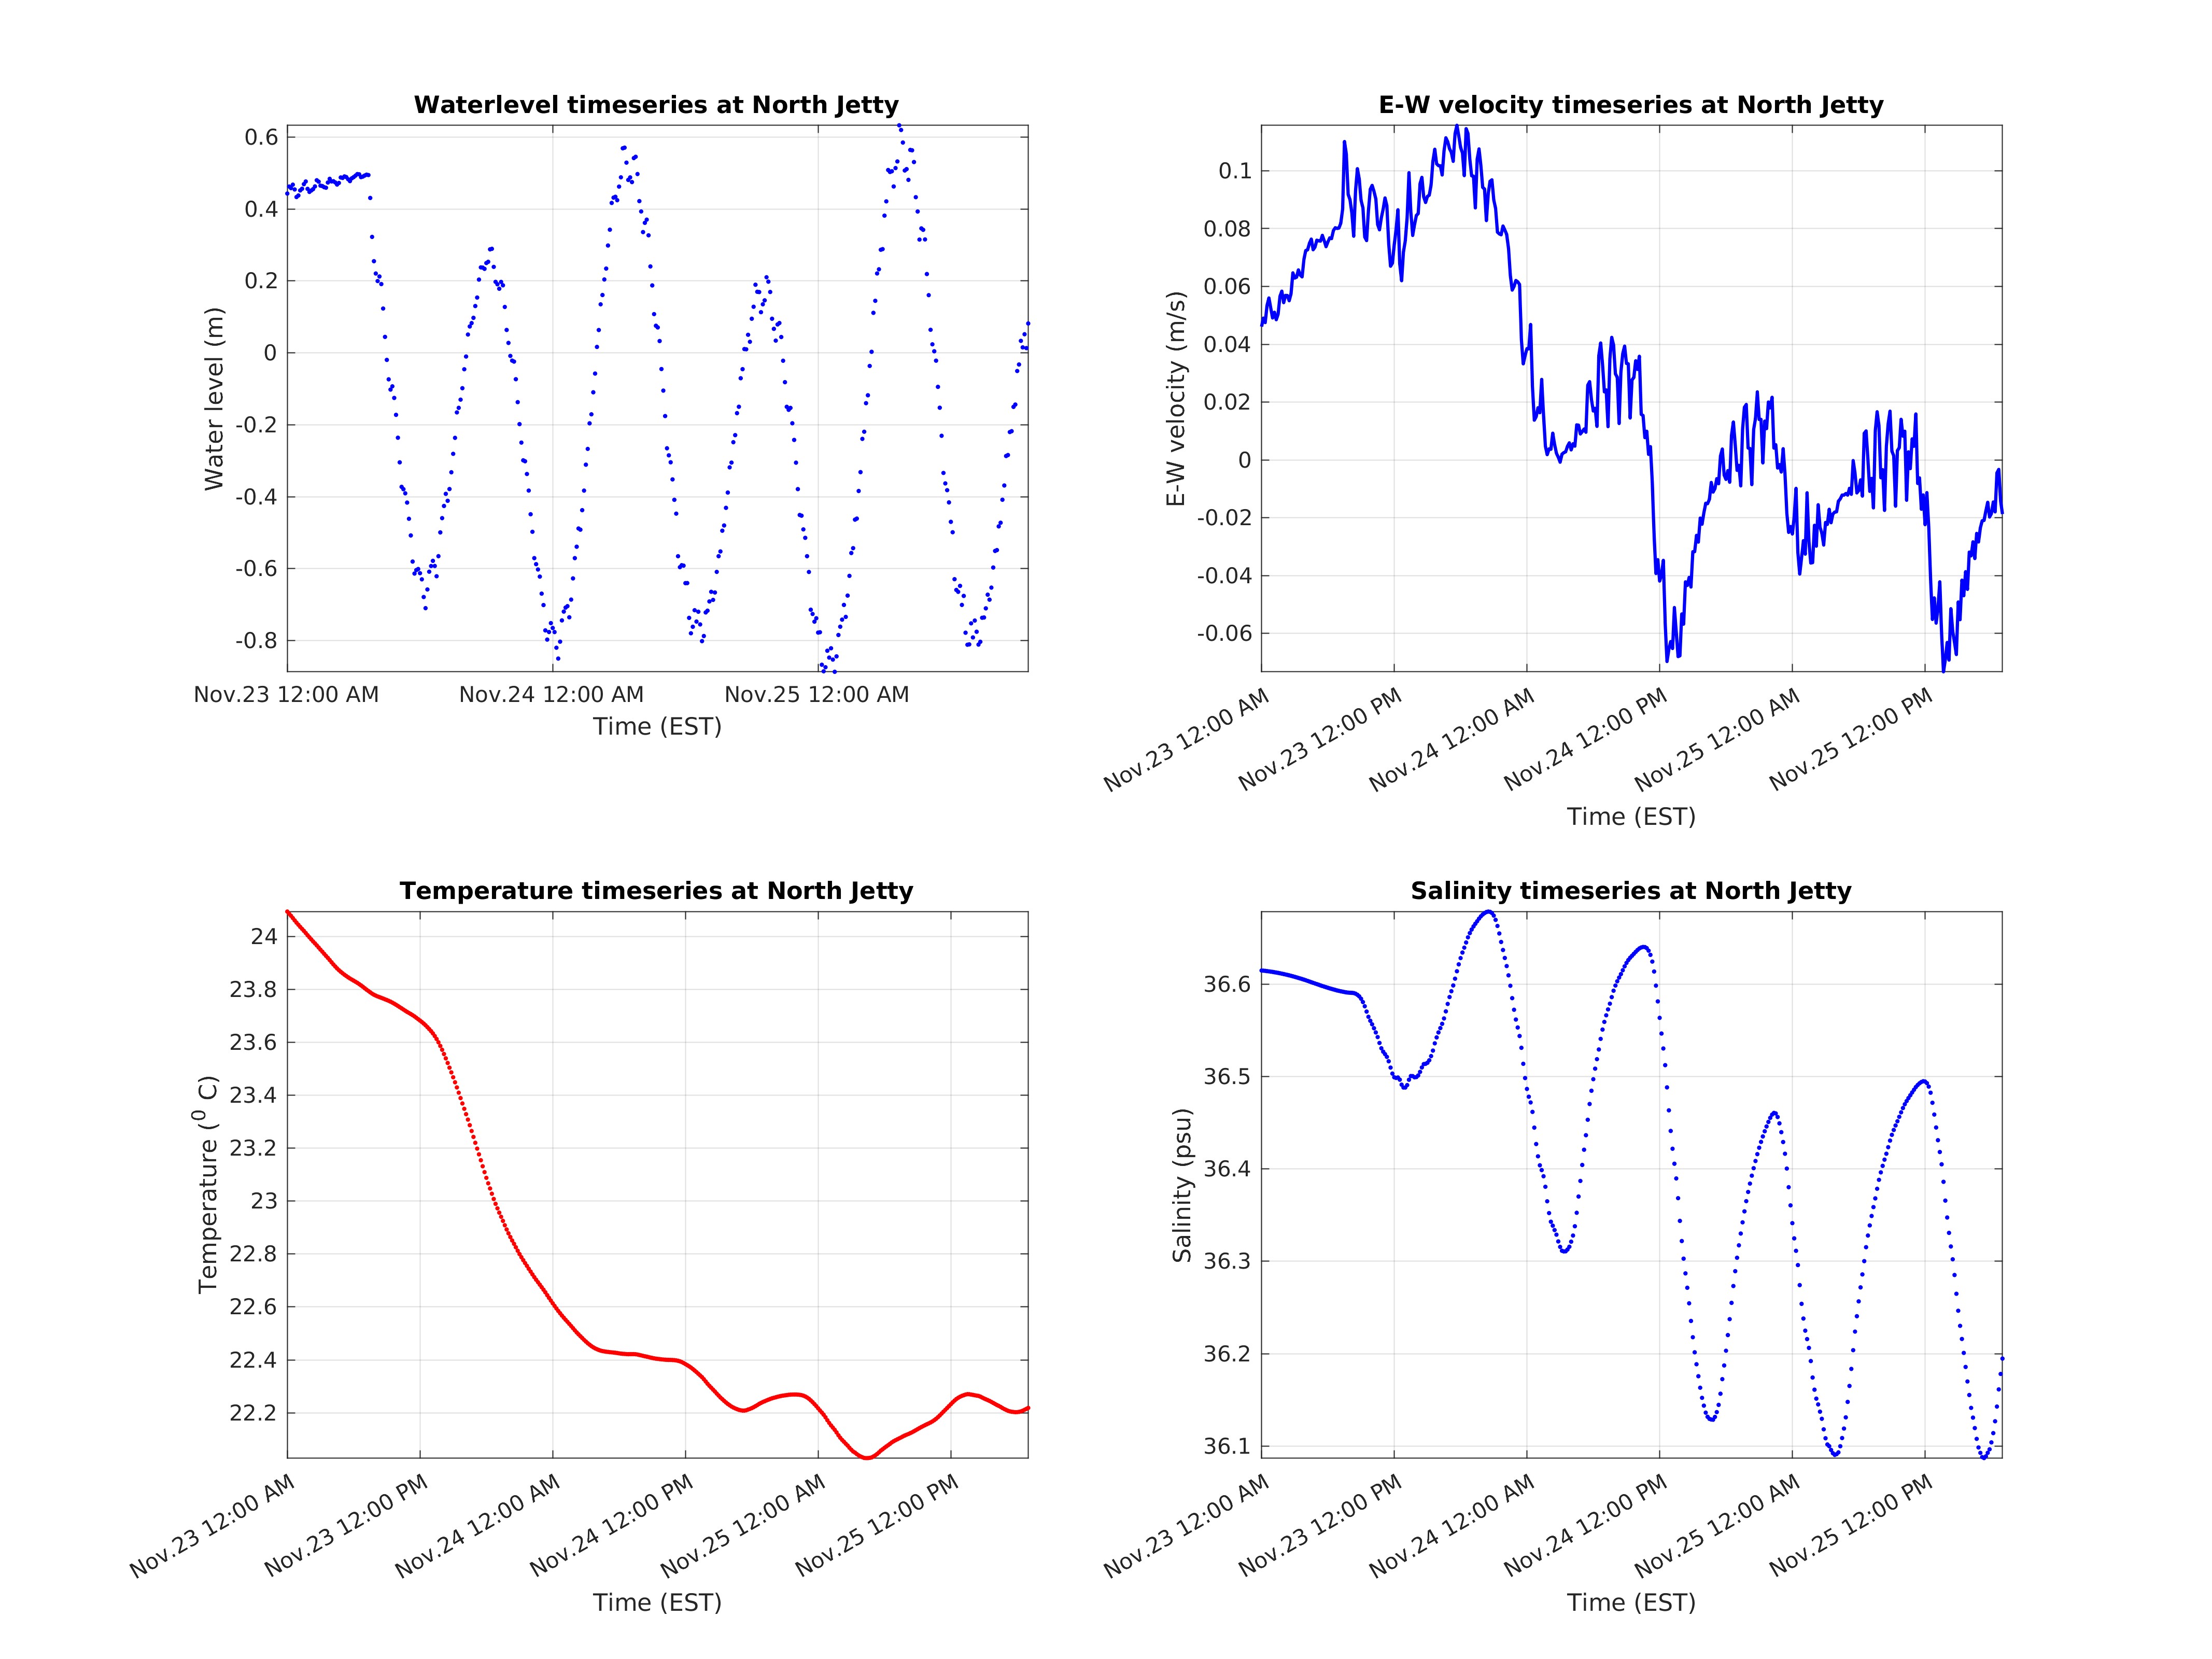 Waterlevel timeseries at North Jetty
0.6
0.4
0.2
0
-0.2
-0.4
-0.6
-0.8
Water level (m)
Nov.23 12:00 AM
Nov.24 12:00 AM
Nov.25 12:00 AM
Time (EST)
E-W velocity timeseries at North Jetty
0.1
0.08
0.06
0.04
0.02
0
-0.02
-0.04
-0.06
E-W velocity (m/s)
Nov.23 12:00 AM
Nov.23 12:00 PM
Nov.24 12:00 AM
Nov.24 12:00 PM
Nov.25 12:00 AM
Nov.25 12:00 PM
Time (EST)
Temperature timeseries at North Jetty
24
23.8
23.6
23.4
23.2
23
22.8
22.6
22.4
22.2
Temperature (⁰ C)
Nov.23 12:00 AM
Nov.23 12:00 PM
Nov.24 12:00 AM
Nov.24 12:00 PM
Nov.25 12:00 AM
Nov.25 12:00 PM
Time (EST)
Salinity timeseries at North Jetty
36.6
36.5
36.4
36.3
36.2
36.1
Salinity (psu)
Nov.23 12:00 AM
Nov.23 12:00 PM
Nov.24 12:00 AM
Nov.24 12:00 PM
Nov.25 12:00 AM
Nov.25 12:00 PM
Time (EST)